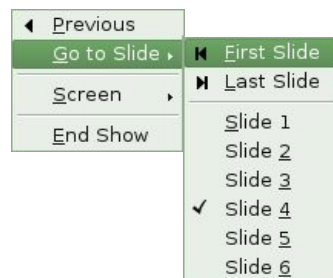 Previous
Go to Slide
Screen
End Show
First Slide
Last Slide
Slide 1
Slide 2
Slide 3
Slide 4
Slide 5
Slide 6